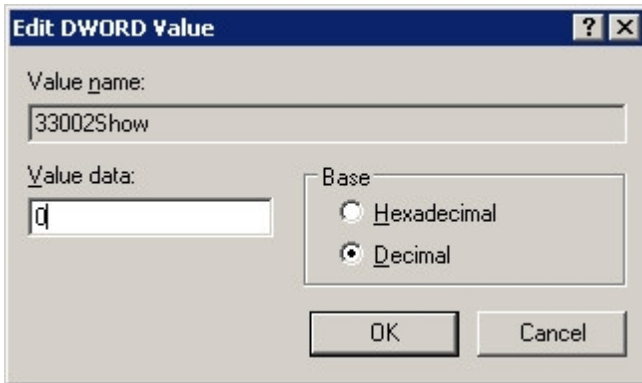 Edit DWORD Value
Value name:
33002Show
Value data:
0
Base
Hexadecimal
Decimal
OK
Cancel